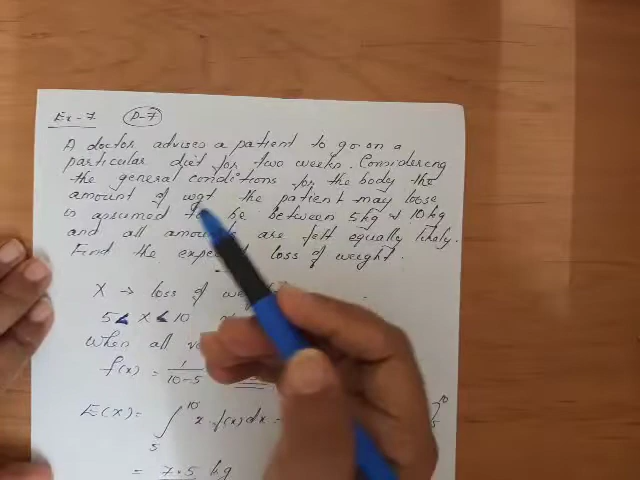 Ex-7 P-7
A doctor advises a patient to go on a
particular diet for two weeks. Considering
the general conditions for the body the
amount of wgt the patient may loose
is assumed to be between 5kg & 10kg
and all amounts are felt equally likely.
Find the expected loss of weight.
X → loss of weight
5 < X < 10
When all
f(x) = 1/10-5
E(X) = ∫ 5 10 x. f(x) dx = 10
= 7.5 kg